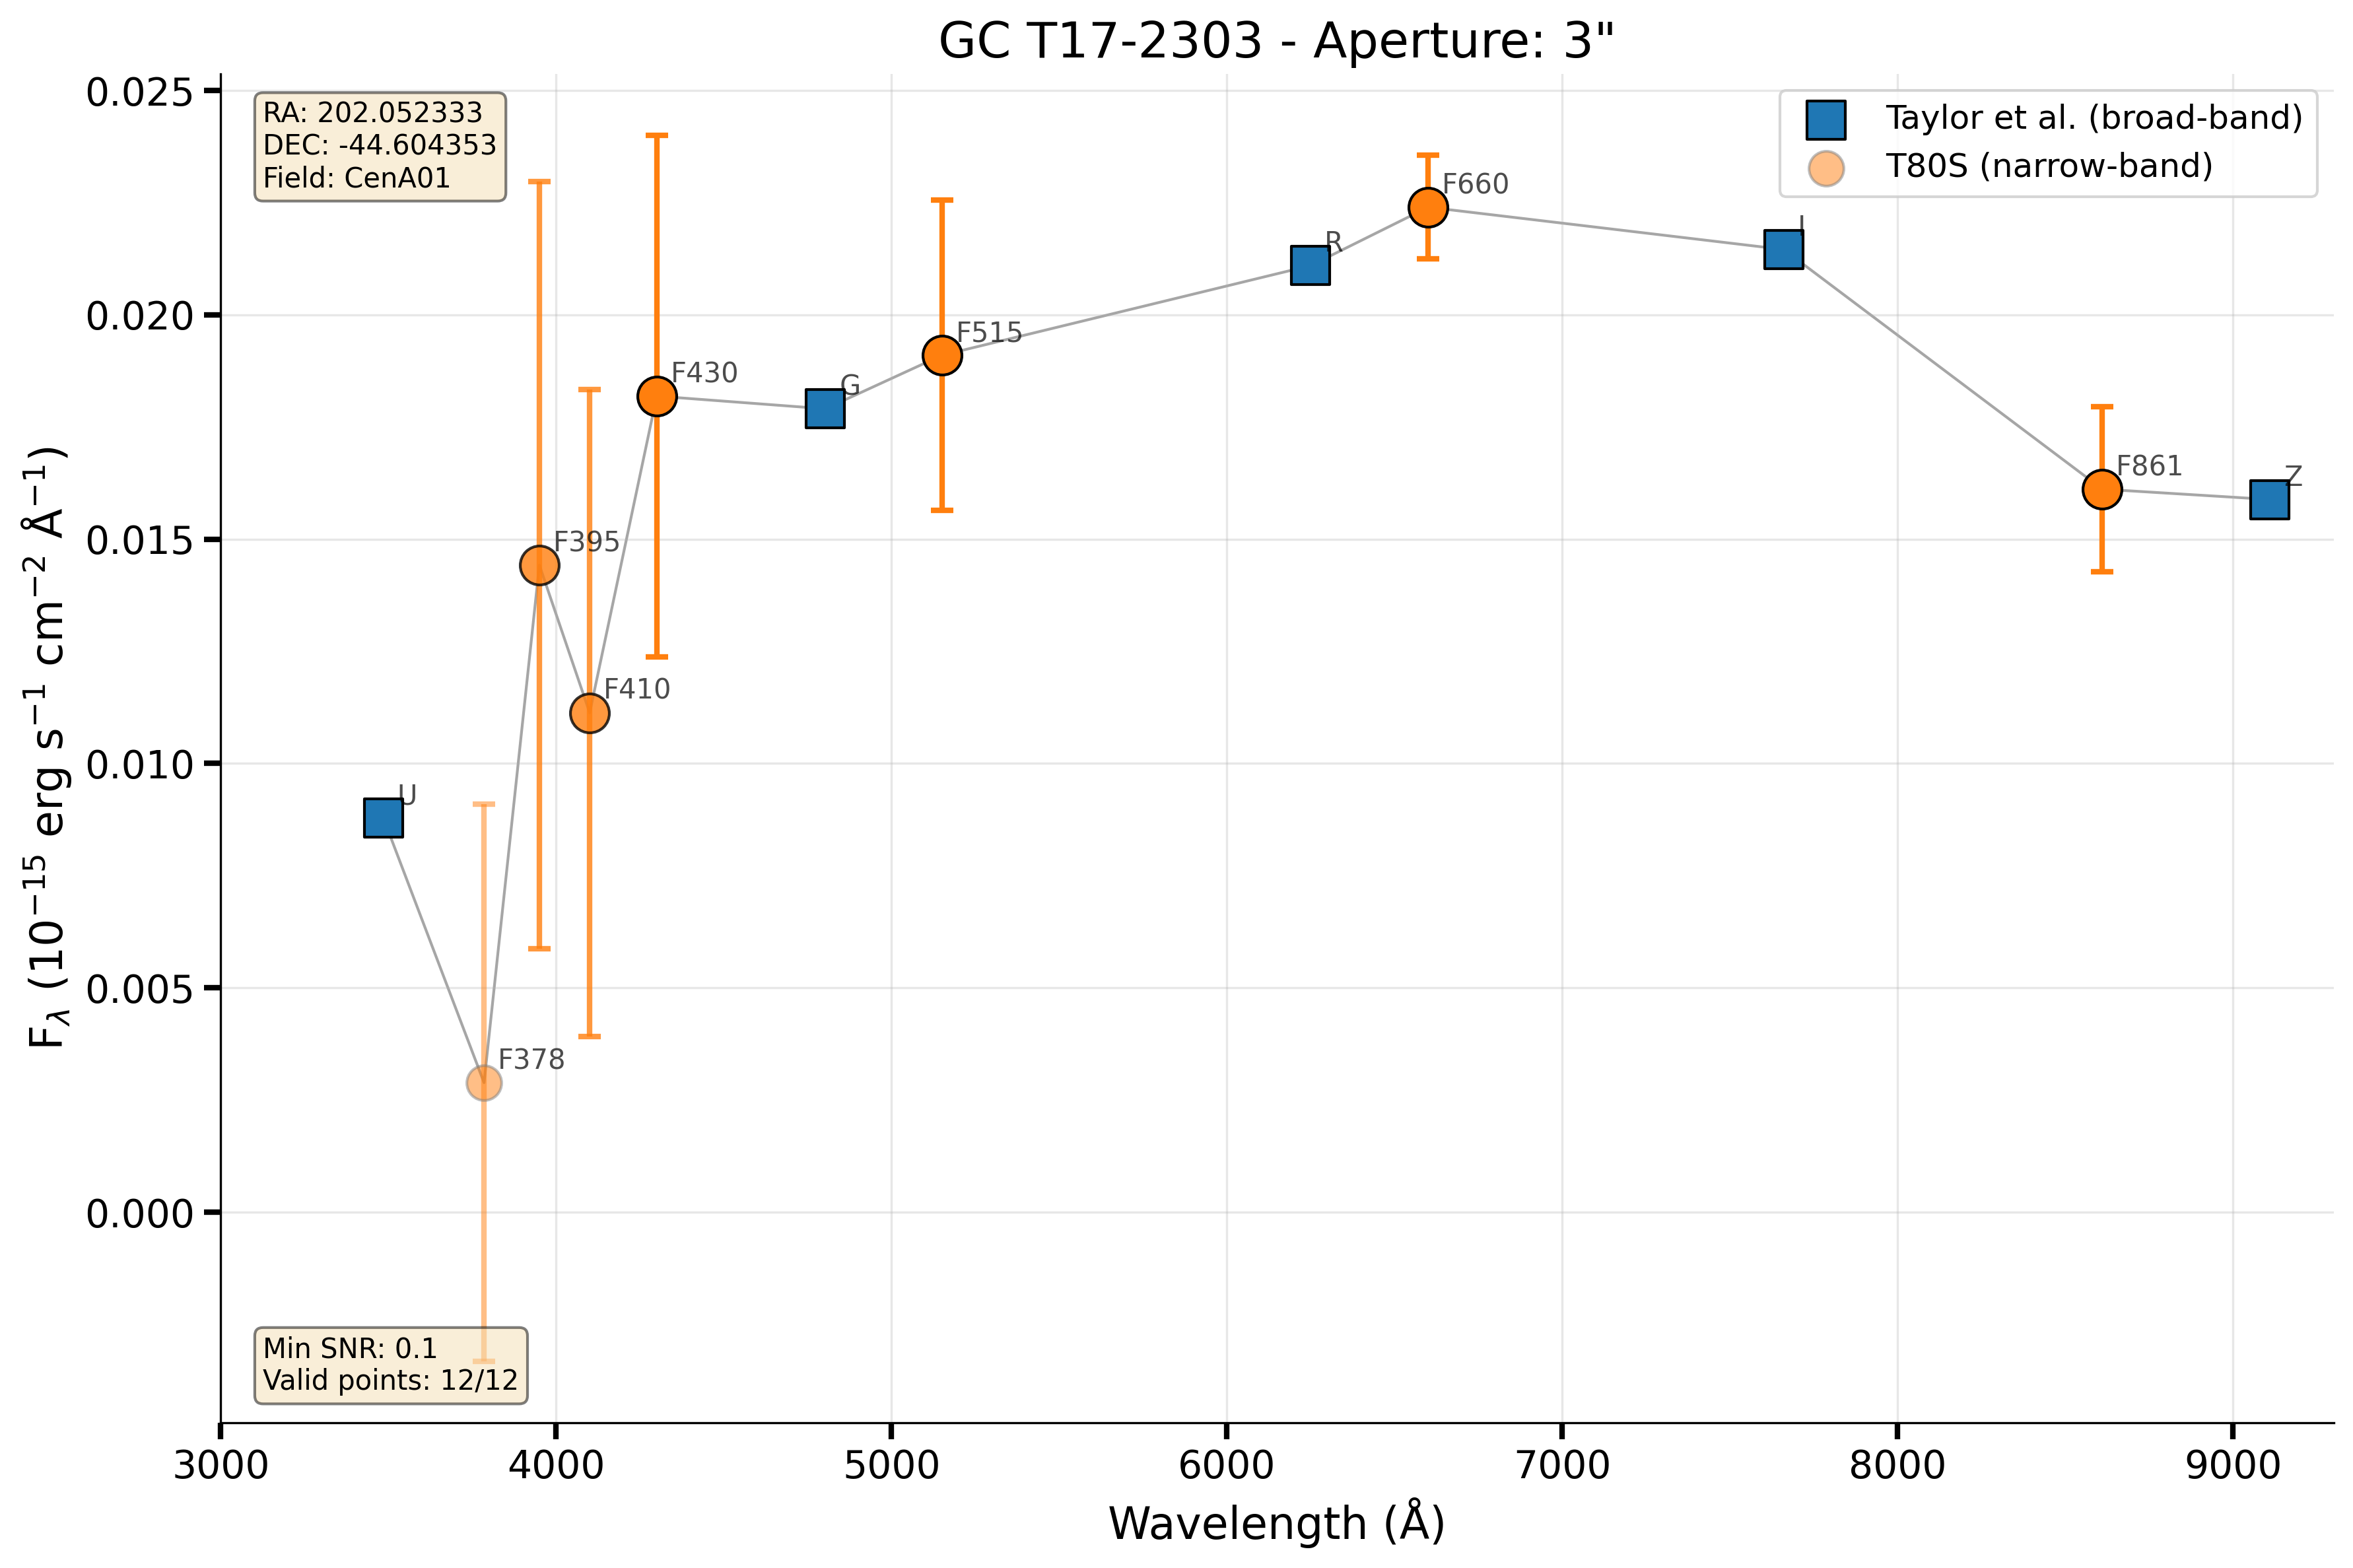 GC T17-2303 - Aperture: 3"
RA: 202.052333
DEC: -44.604353
Field: CenA01
Taylor et al. (broad-band)
T80S (narrow-band)
F_λ (10⁻¹⁵ erg s⁻¹ cm⁻² Å⁻¹)
0.025
0.020
0.015
0.010
0.005
0.000
U
F378
F395
F410
F430
G
F515
R
F660
I
F861
Z
Min SNR: 0.1
Valid points: 12/12
3000 4000 5000 6000 7000 8000 9000
Wavelength (Å)